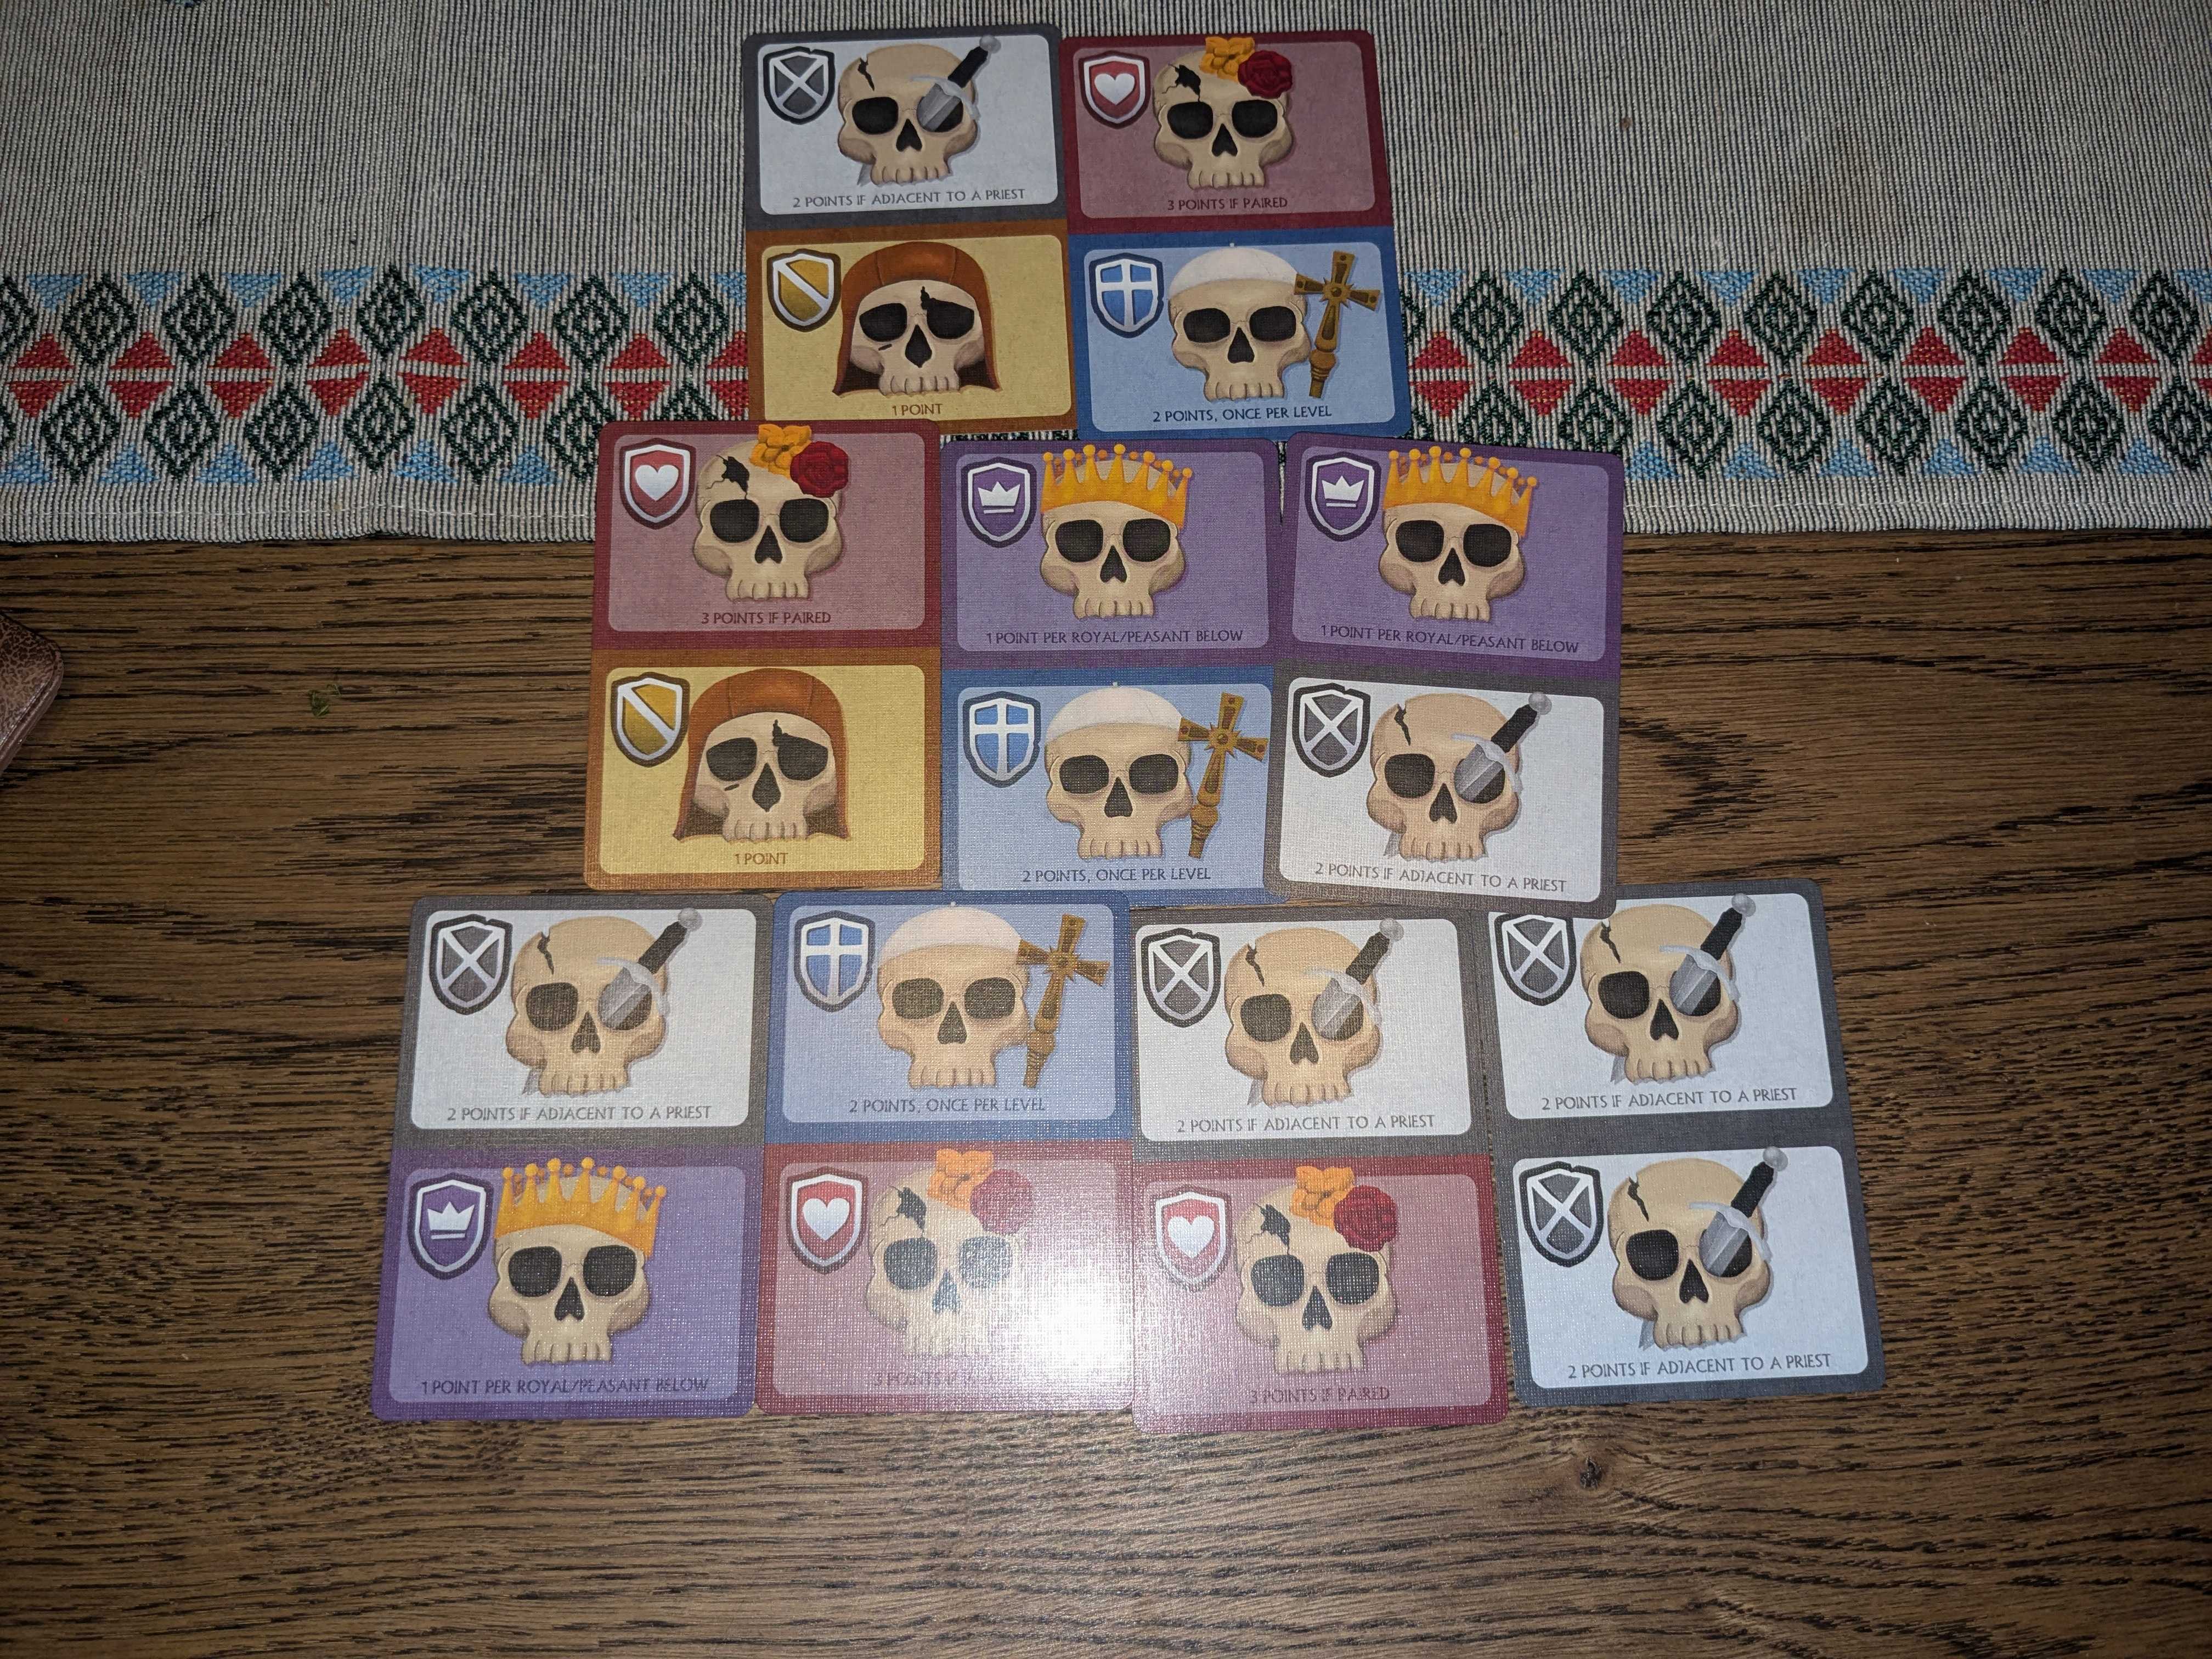 2 POINTS IF ADJACENT TO A PRIEST
3 POINTS IF PAIRED
1 POINT
2 POINTS, ONCE PER LEVEL
3 POINTS IF PAIRED
1 POINT PER ROYAL/PEASANT BELOW
1 POINT PER ROYAL/PEASANT BELOW
1 POINT
2 POINTS, ONCE PER LEVEL
2 POINTS IF ADJACENT TO A PRIEST
2 POINTS IF ADJACENT TO A PRIEST
2 POINTS, ONCE PER LEVEL
2 POINTS IF ADJACENT TO A PRIEST
2 POINTS IF ADJACENT TO A PRIEST
1 POINT PER ROYAL/PEASANT BELOW
3 POINTS IF
3 POINTS IF PAIRED
2 POINTS IF ADJACENT TO A PRIEST